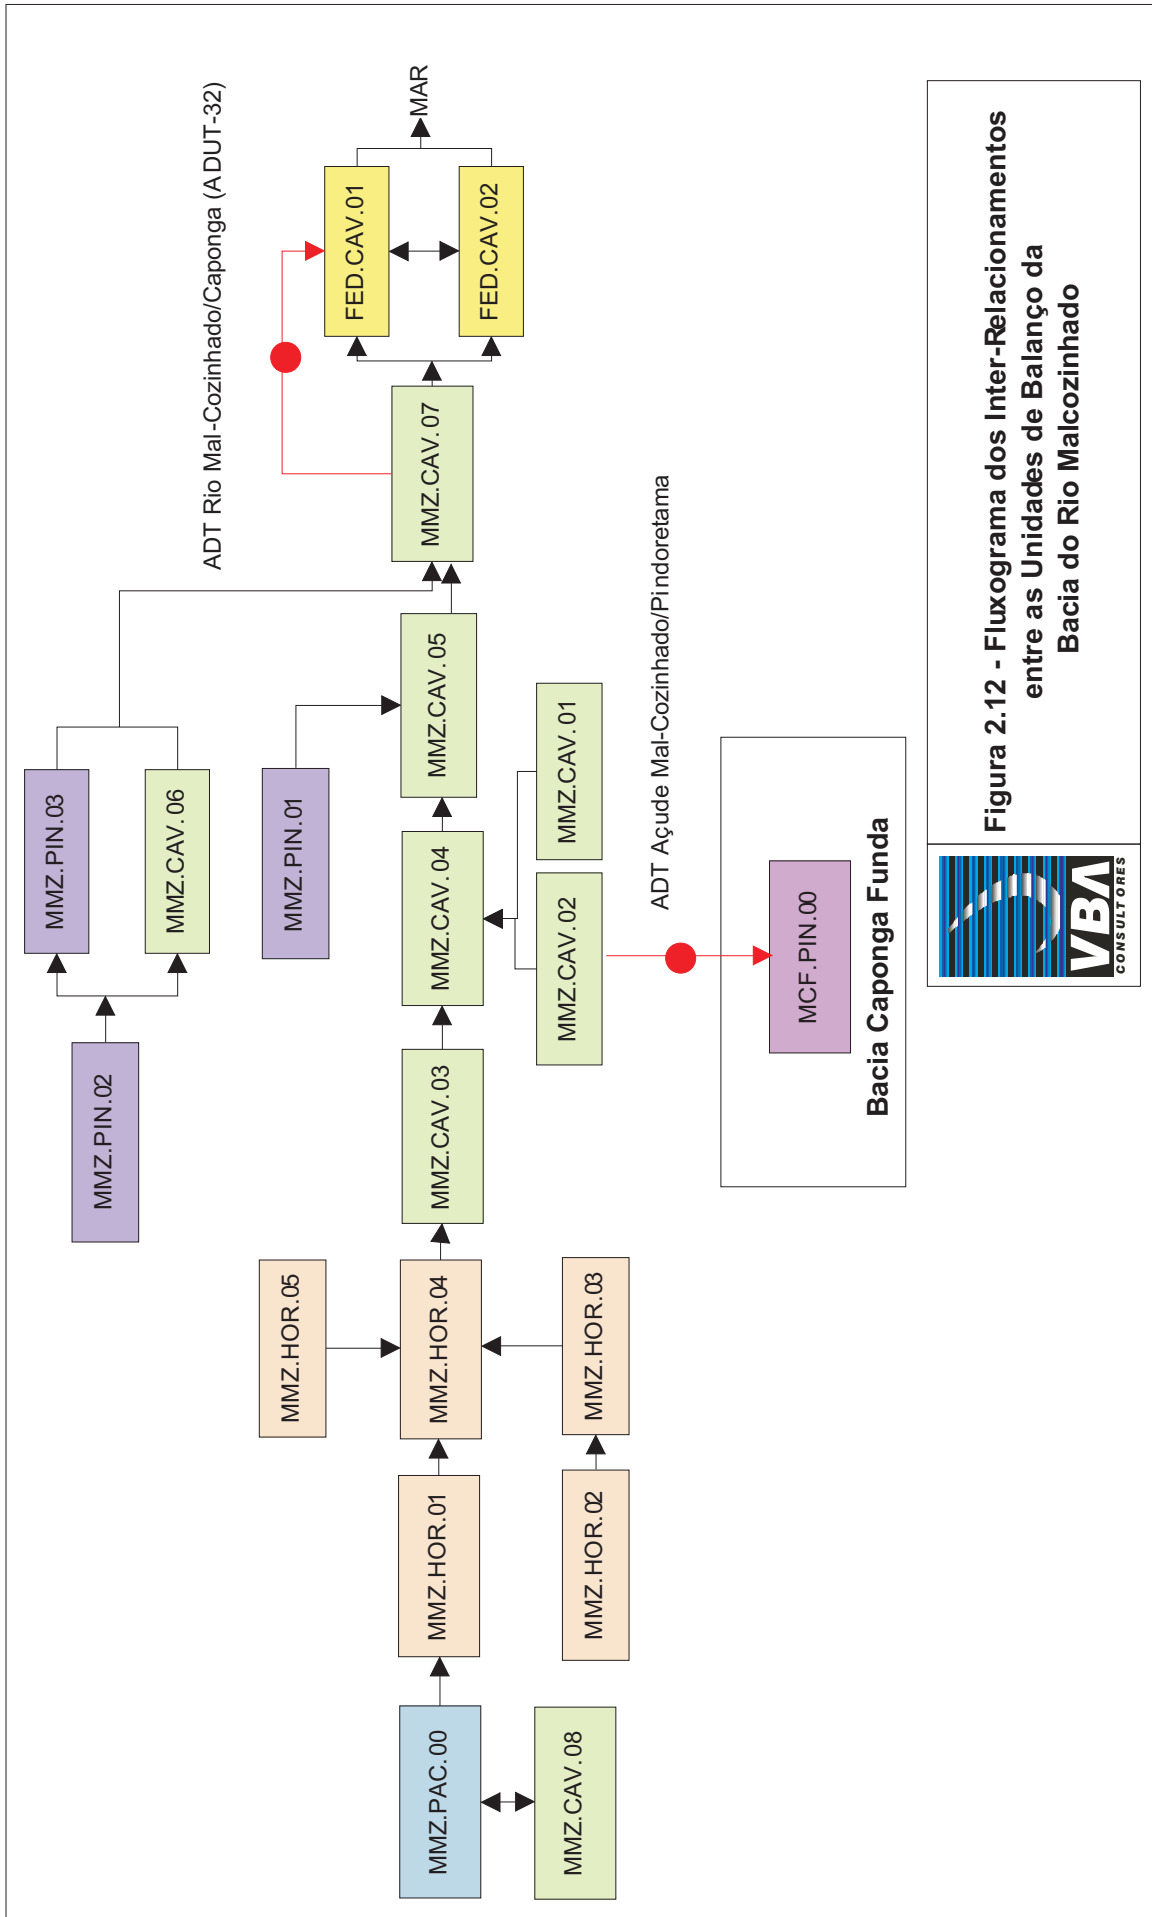 MMZ.PIN.02
MMZ.PIN.03
MMZ.CAV.06
ADT Rio Mal-Cozinhado/Caponga (ADUT-32)
MMZ.HOR.05
MMZ.PIN.01
FED.CAV.01
MAR
MMZ.PAC.00
MMZ.HOR.01
MMZ.HOR.04
MMZ.CAV.03
MMZ.CAV.04
MMZ.CAV.05
MMZ.CAV.07
FED.CAV.02
MMZ.CAV.08
MMZ.HOR.02
MMZ.HOR.03
MMZ.CAV.02
MMZ.CAV.01
ADT Açude Mal-Cozinhado/Pindoretama
MCF.PIN.00
Bacia Caponga Funda
VBA
CONSULTORES
Figura 2.12 - Fluxograma dos Inter-Relacionamentos
entre as Unidades de Balanço da
Bacia do Rio Malcozinhado